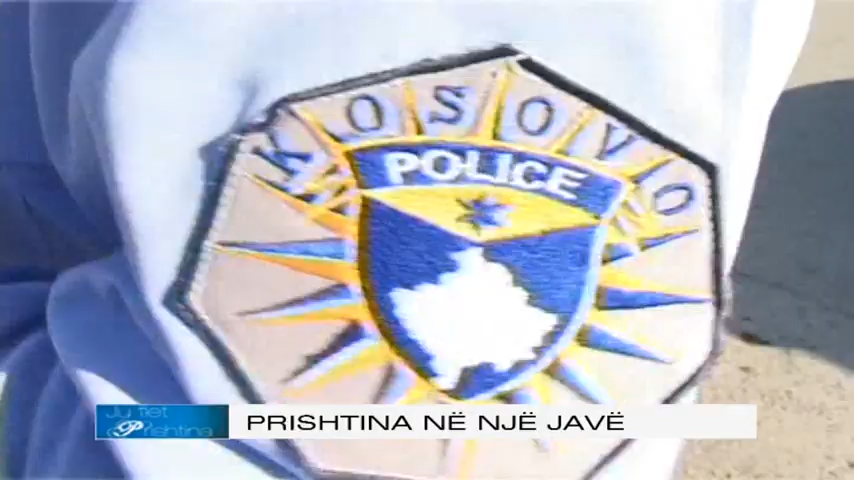 KOSOVO
POLICE
Ju flet
Prishtina
PRISHTINA NË NJË JAVË